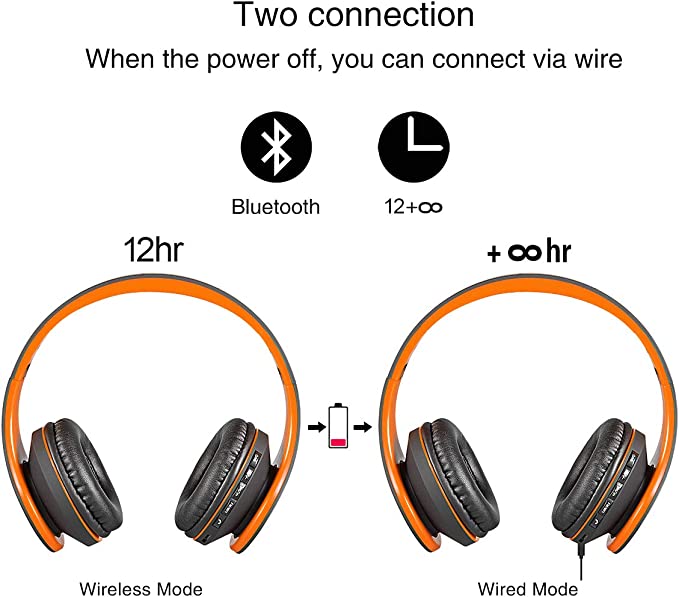 Two connection
When the power off, you can connect via wire
Bluetooth
12+∞
12hr
+ ∞ hr
Wireless Mode
Wired Mode